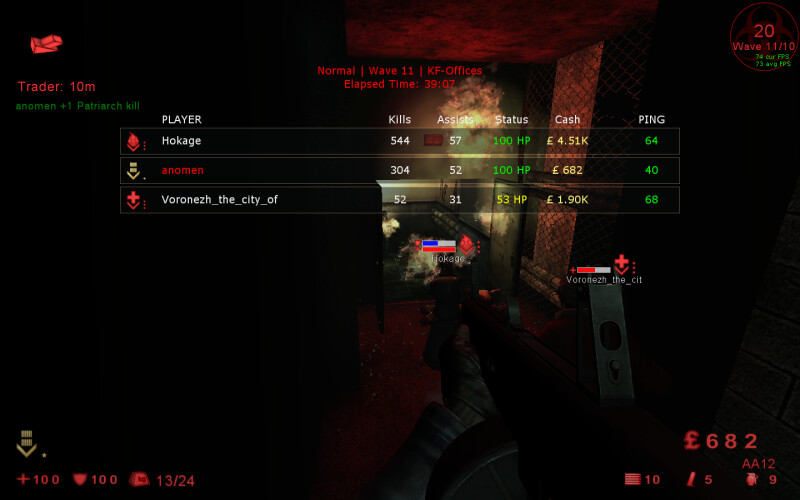 20
Wave 11/10
74 cur FPS
73 avg FPS
Normal | Wave 11 | KF-Offices
Elapsed Time: 39:07
Trader: 10m
anomen +1 Patriarch kill
PLAYER Kills Assists Status Cash PING
Hokage 544 57 100 HP £ 4.51K 64
anomen 304 52 100 HP £ 682 40
Voronezh_the_city_of 52 31 53 HP £ 1.90K 68
Hokage
Voronezh_the_cit
£682
AA12
100 100 13/24 10 5 9